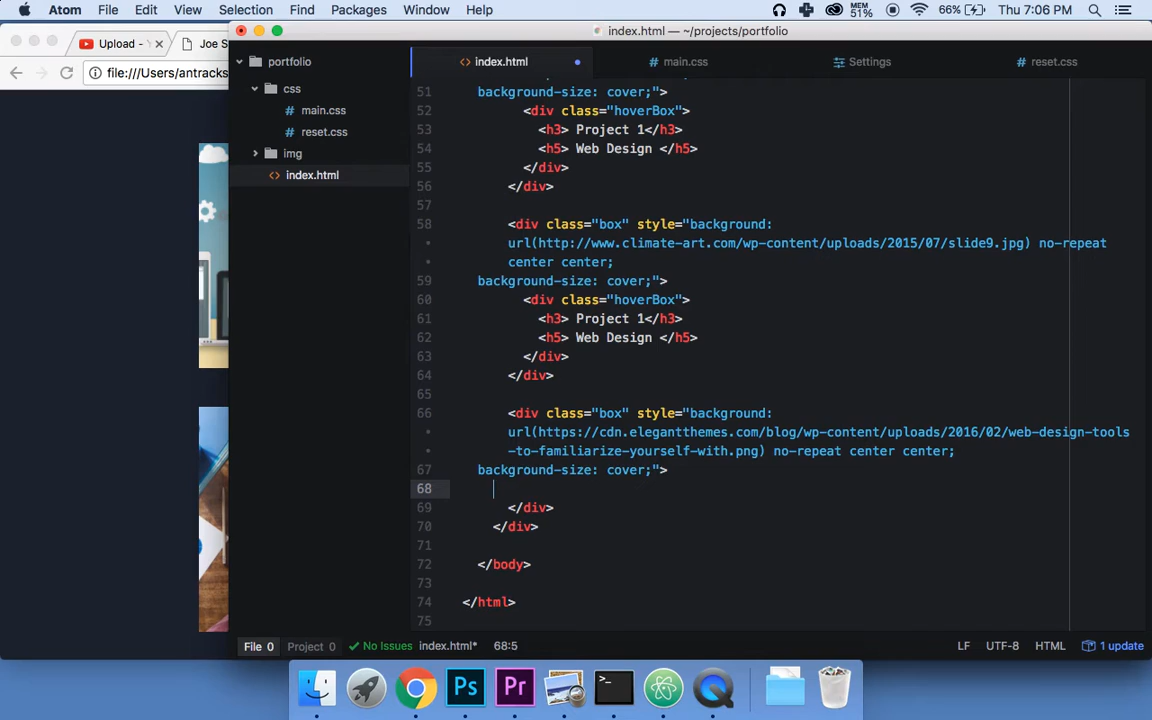 Atom File Edit View Selection Find Packages Window Help MEM 51% 66% Thu 7:06 PM
index.html — ~/projects/portfolio
Upload - Joe S
file:///Users/antracks
portfolio
css
main.css
reset.css
img
index.html
index.html main.css Settings reset.css
51 background-size: cover;">
52 <div class="hoverBox">
53 <h3> Project 1</h3>
54 <h5> Web Design </h5>
55 </div>
56 </div>
57
58 <div class="box" style="background:
url(http://www.climate-art.com/wp-content/uploads/2015/07/slide9.jpg) no-repeat
center center;
59 background-size: cover;">
60 <div class="hoverBox">
61 <h3> Project 1</h3>
62 <h5> Web Design </h5>
63 </div>
64 </div>
65
66 <div class="box" style="background:
url(https://cdn.elegantthemes.com/blog/wp-content/uploads/2016/02/web-design-tools
-to-familiarize-yourself-with.png) no-repeat center center;
67 background-size: cover;">
68
69 </div>
70 </div>
71
72 </body>
73
74 </html>
75
File 0 Project 0 No Issues index.html* 68:5 LF UTF-8 HTML 1 update
Ps Pr >_